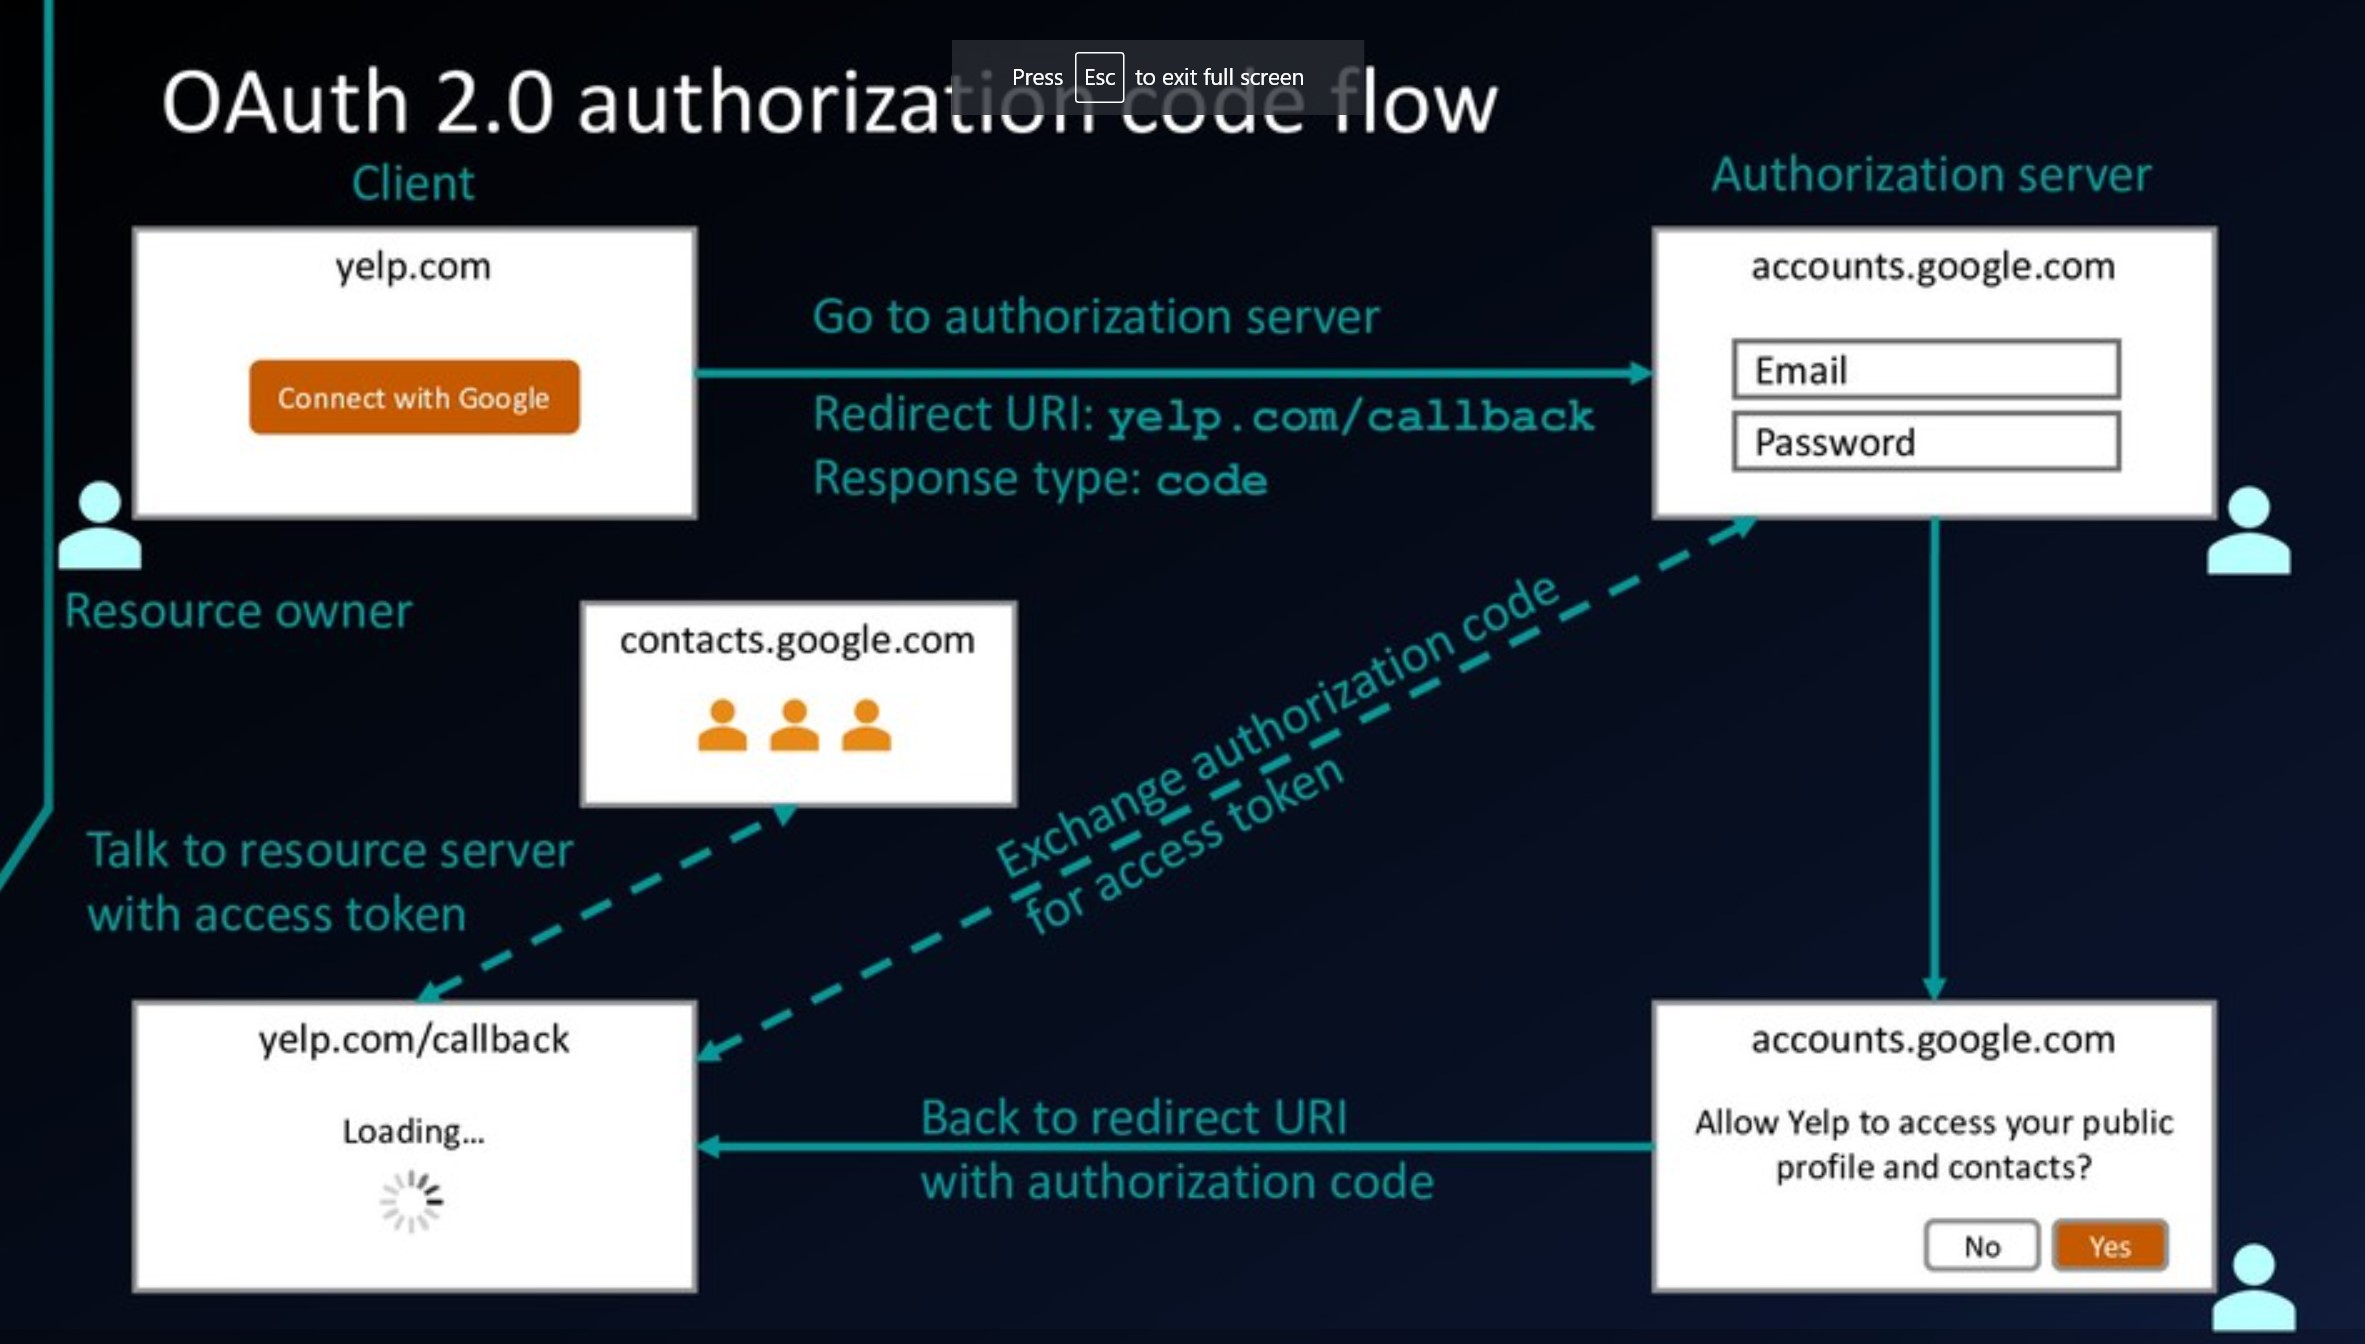 Press Esc to exit full screen
OAuth 2.0 authorization code flow
Client
Authorization server
yelp.com
Connect with Google
Go to authorization server
Redirect URI: yelp.com/callback
Response type: code
accounts.google.com
Email
Password
Resource owner
contacts.google.com
Exchange authorization code
for access token
Talk to resource server
with access token
yelp.com/callback
Loading...
Back to redirect URI
with authorization code
accounts.google.com
Allow Yelp to access your public
profile and contacts?
No
Yes